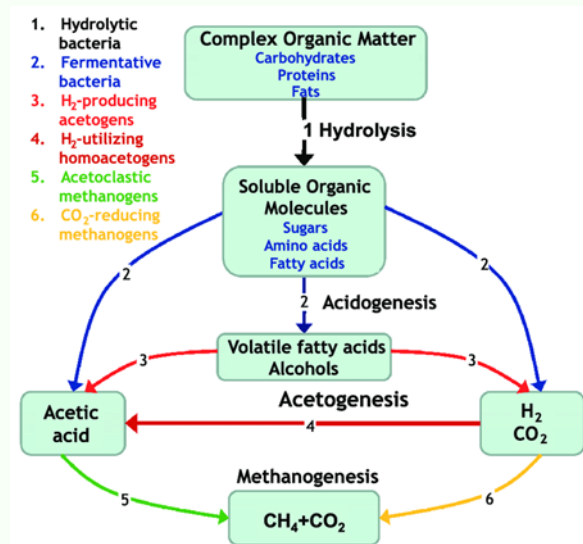 1. Hydrolytic
bacteria
2. Fermentative
bacteria
3. H₂-producing
acetogens
4. H₂-utilizing
homoacetogens
5. Acetoclastic
methanogens
6. CO₂-reducing
methanogens
Complex Organic Matter
Carbohydrates
Proteins
Fats
1 Hydrolysis
Soluble Organic
Molecules
Sugars
Amino acids
Fatty acids
2
2
2 Acidogenesis
Volatile fatty acids
Alcohols
3
3
Acetic
acid
Acetogenesis
4
H₂
CO₂
Methanogenesis
5
6
CH₄+CO₂